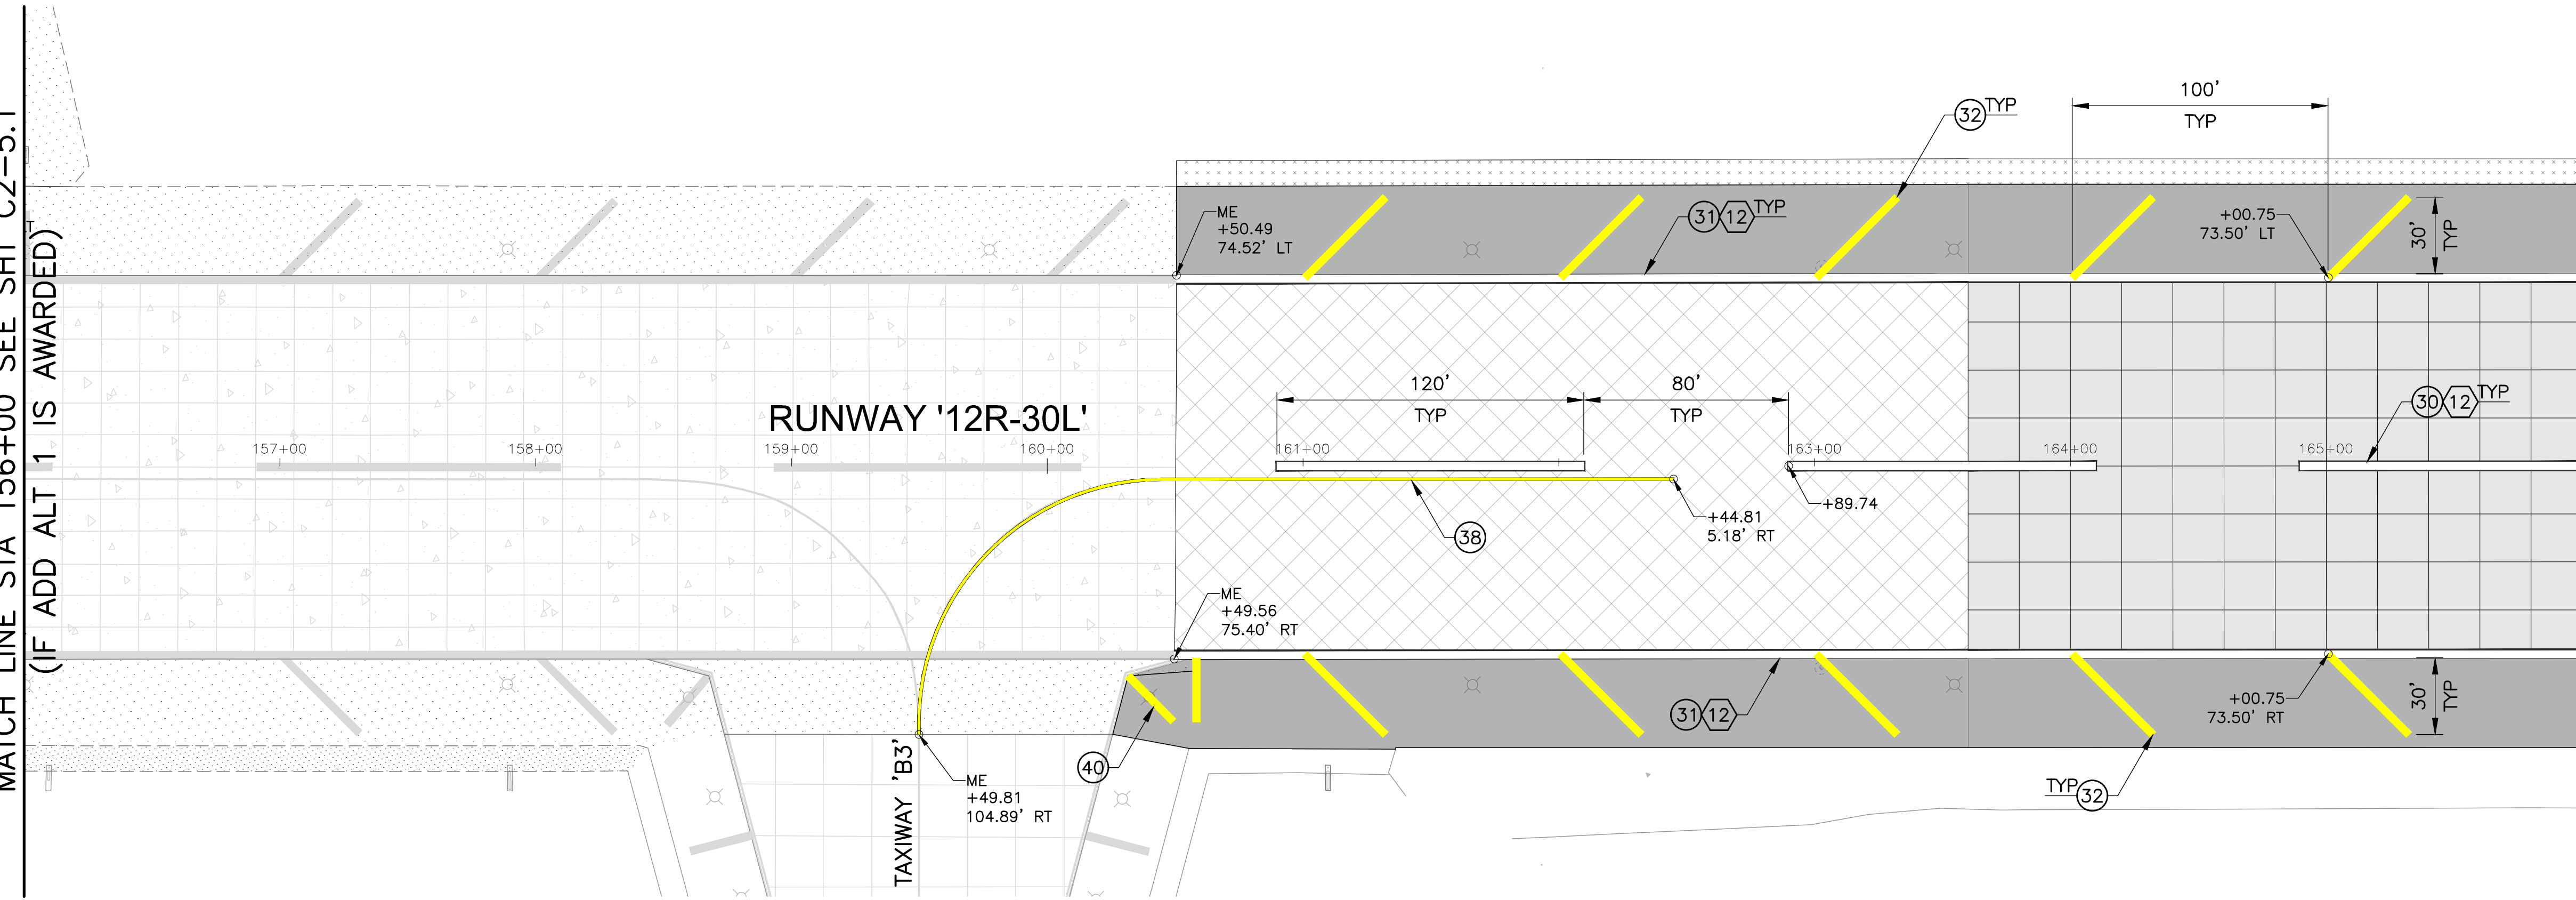 MATCH LINE STA 156+00 SEE SHT C2-5.1
(IF ADD ALT 1 IS AWARDED)
T
32 TYP
100'
TYP
ME
+50.49
74.52' LT
31 12 TYP
+00.75
73.50' LT
30'
TYP
RUNWAY '12R-30L'
120'
TYP
80'
TYP
30 12 TYP
157+00
158+00
159+00
160+00
161+00
163+00
164+00
165+00
+89.74
+44.81
5.18' RT
38
ME
+49.56
75.40' RT
31 12
+00.75
73.50' RT
30'
TYP
40
ME
+49.81
104.89' RT
TAXIWAY 'B3'
TYP 32